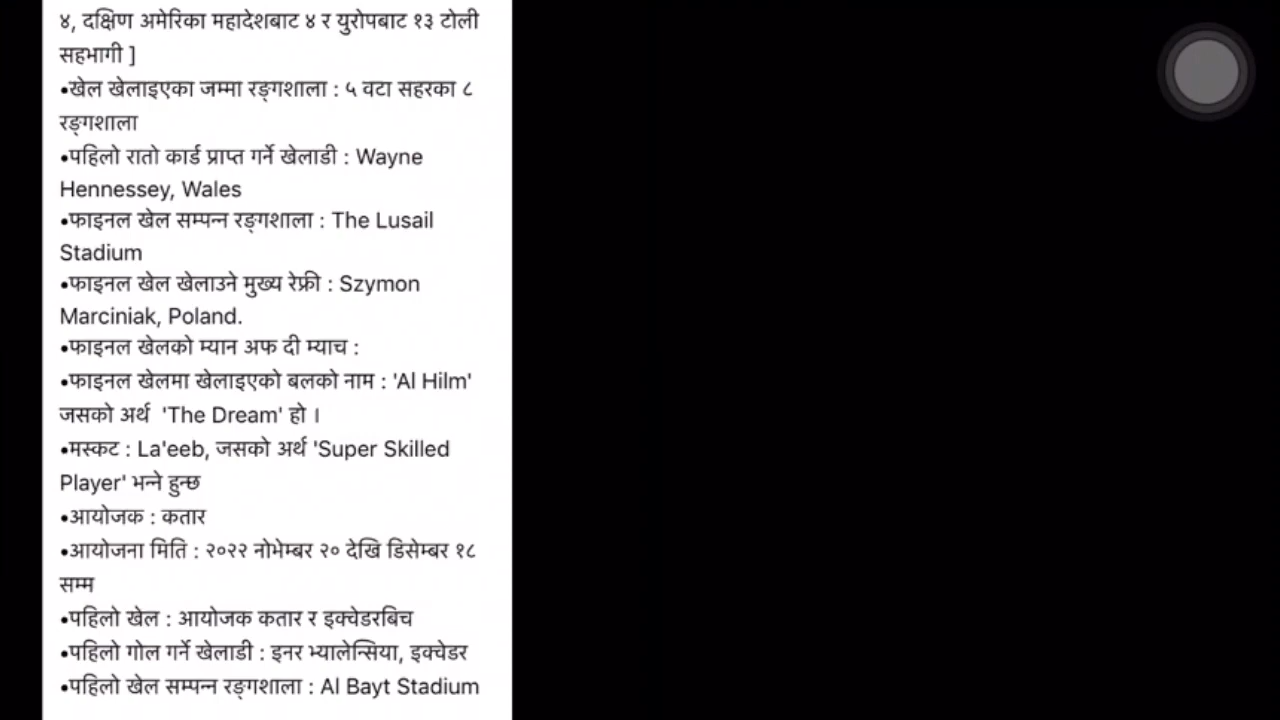 ४, दक्षिण अमेरिका महादेशबाट ४ र युरोपबाट १३ टोली
सहभागी ]
•खेल खेलाइएका जम्मा रङ्गशाला : ५ वटा सहरका ८
रङ्गशाला
•पहिलो रातो कार्ड प्राप्त गर्ने खेलाडी : Wayne
Hennessey, Wales
•फाइनल खेल सम्पन्न रङ्गशाला : The Lusail
Stadium
•फाइनल खेल खेलाउने मुख्य रेफ्री : Szymon
Marciniak, Poland.
•फाइनल खेलको म्यान अफ दी म्याच :
•फाइनल खेलमा खेलाइएको बलको नाम : 'Al Hilm'
जसको अर्थ 'The Dream' हो ।
•मस्कट : La'eeb, जसको अर्थ 'Super Skilled
Player' भन्ने हुन्छ
•आयोजक : कतार
•आयोजना मिति : २०२२ नोभेम्बर २० देखि डिसेम्बर १८
सम्म
•पहिलो खेल : आयोजक कतार र इक्वेडरबिच
•पहिलो गोल गर्ने खेलाडी : इनर भ्यालेन्सिया, इक्वेडर
•पहिलो खेल सम्पन्न रङ्गशाला : Al Bayt Stadium